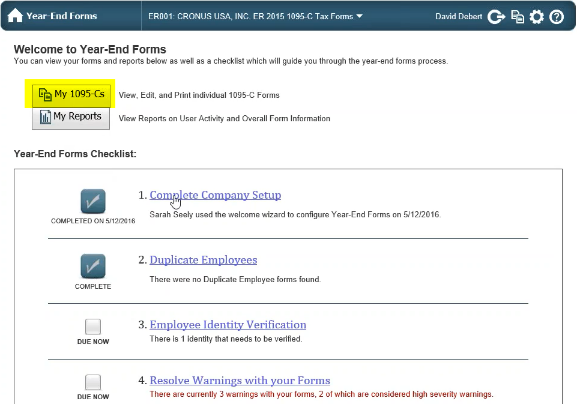 Year-End Forms
ER001: CRONUS USA, INC. ER 2015 1095-C Tax Forms
David Debert
Welcome to Year-End Forms
You can view your forms and reports below as well as a checklist which will guide you through the year-end forms process.
My 1095-Cs
View, Edit, and Print individual 1095-C Forms
My Reports
View Reports on User Activity and Overall Form Information
Year-End Forms Checklist:
1. Complete Company Setup
COMPLETED ON 5/12/2016
Sarah Seely used the welcome wizard to configure Year-End Forms on 5/12/2016.
2. Duplicate Employees
There were no Duplicate Employee forms found.
COMPLETE
3. Employee Identity Verification
There is 1 identity that needs to be verified.
DUE NOW
4. Resolve Warnings with your Forms
There are currently 3 warnings with your forms, 2 of which are considered high severity warnings.
DUE NOW